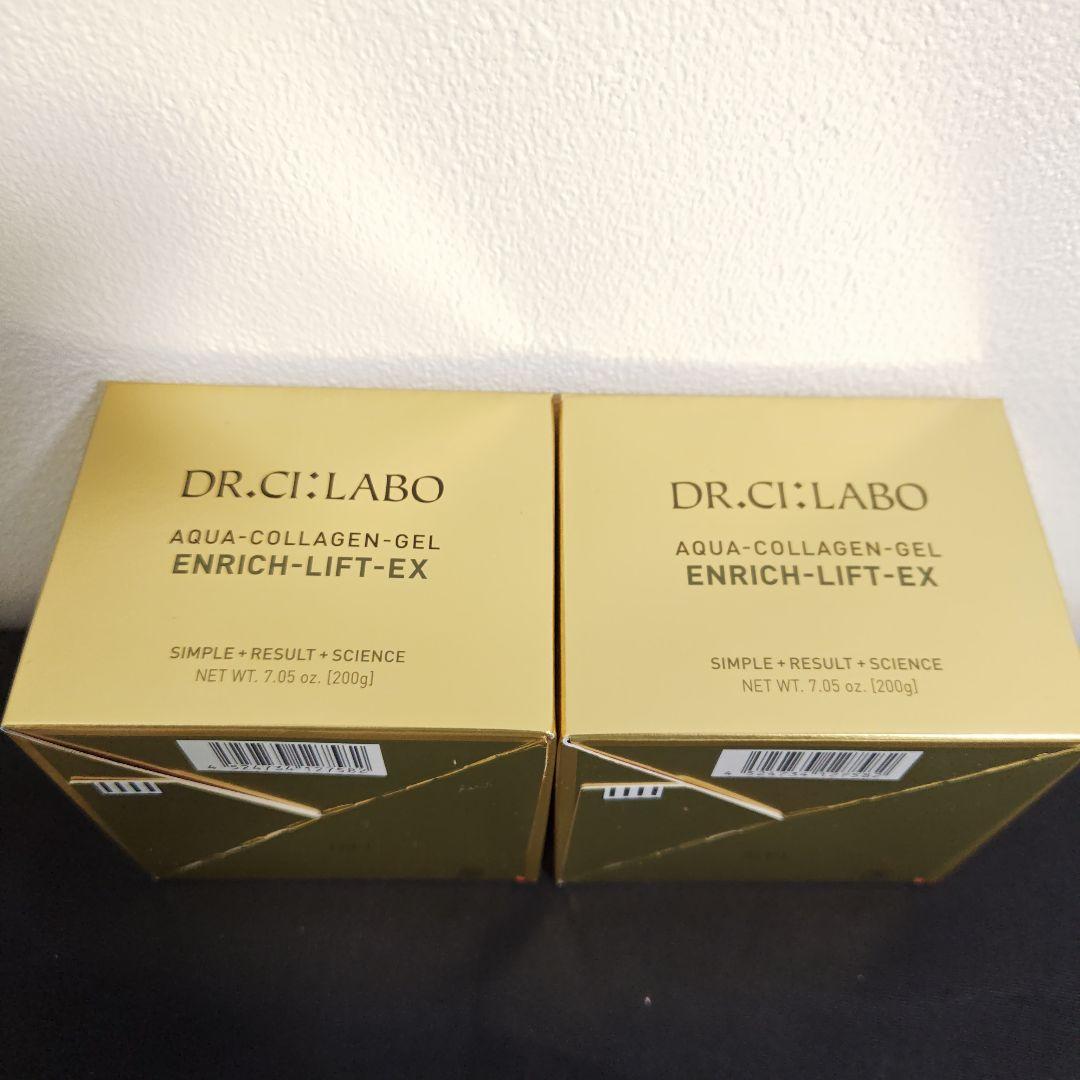 DR.CI:LABO
AQUA-COLLAGEN-GEL
ENRICH-LIFT-EX
SIMPLE+RESULT+SCIENCE
NET WT. 7.05 oz. [200g]
DR.CI:LABO
AQUA-COLLAGEN-GEL
ENRICH-LIFT-EX
SIMPLE+RESULT+SCIENCE
NET WT. 7.05 oz. [200g]